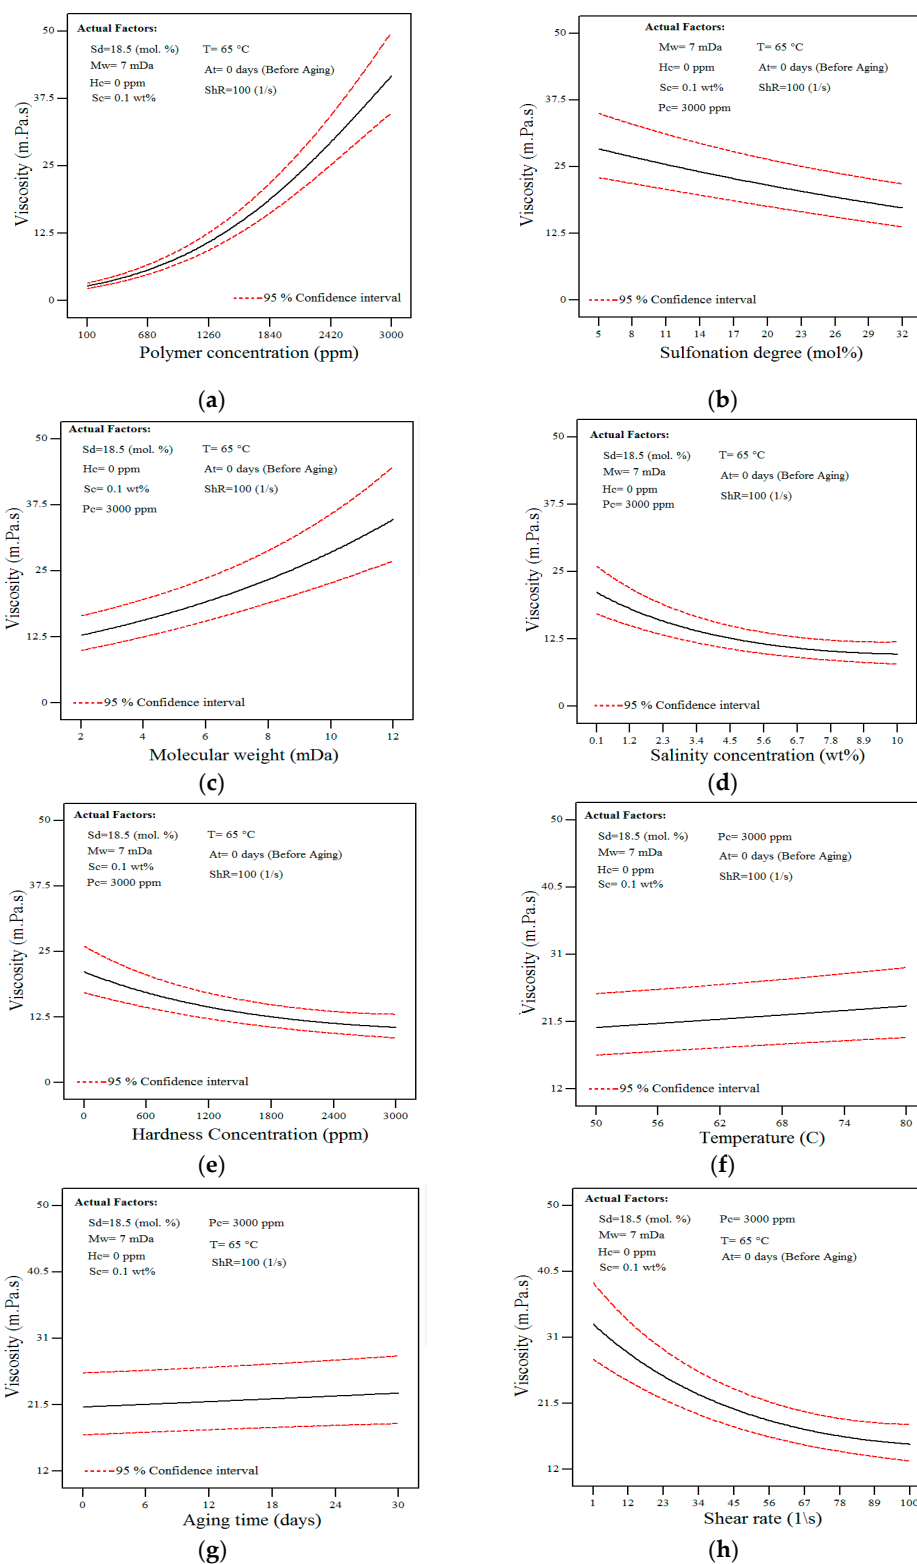 50
37.5
25
12.5
0
Viscosity (m.Pa.s)
Actual Factors:
Sd=18.5 (mol. %) T= 65 °C
Mw= 7 mDa
At= 0 days (Before Aging)
Hc= 0 ppm
ShR=100 (1/s)
Sc= 0.1 wt%
95 % Confidence interval
100 680 1260 1840 2420 3000
Polymer concentration (ppm)
(a)
50
37.5
25
12.5
0
Viscosity (m.Pa.s)
Actual Factors:
Mw= 7 mDa T= 65 °C
Hc= 0 ppm At= 0 days (Before Aging)
Sc= 0.1 wt% ShR=100 (1/s)
Pc= 3000 ppm
95 % Confidence interval
5 8 11 14 17 20 23 26 29 32
Sulfonation degree (mol%)
(b)
50
37.5
25
12.5
0
Viscosity (m.Pa.s)
Actual Factors:
Sd=18.5 (mol. %) T= 65 °C
Hc= 0 ppm At= 0 days (Before Aging)
Sc= 0.1 wt% ShR=100 (1/s)
Pc= 3000 ppm
95 % Confidence interval
2 4 6 8 10 12
Molecular weight (mDa)
(c)
50
37.5
25
12.5
0
Viscosity (m.Pa.s)
Actual Factors:
Sd=18.5 (mol. %) T= 65 °C
Mw= 7 mDa At= 0 days (Before Aging)
Hc= 0 ppm ShR=100 (1/s)
Pc= 3000 ppm
95 % Confidence interval
0.1 1.2 2.3 3.4 4.5 5.6 6.7 7.8 8.9 10
Salinity concentration (wt%)
(d)
50
37.5
25
12.5
0
Viscosity (m.Pa.s)
Actual Factors:
Sd=18.5 (mol. %) T= 65 °C
Mw= 7 mDa At= 0 days (Before Aging)
Sc= 0.1 wt%
Pc= 3000 ppm ShR=100 (1/s)
95 % Confidence interval
0 600 1200 1800 2400 3000
Hardness Concentration (ppm)
(e)
50
40.5
31
21.5
12
Viscosity (m.Pa.s)
Actual Factors:
Sd=18.5 (mol. %) Pc= 3000 ppm
Mw= 7 mDa At= 0 days (Before Aging)
Hc= 0 ppm ShR=100 (1/s)
Sc= 0.1 wt%
95 % Confidence interval
50 56 62 68 74 80
Temperature (C)
(f)
50
40.5
31
21.5
12
Viscosity (m.Pa.s)
Actual Factors:
Sd=18.5 (mol. %) Pc= 3000 ppm
Mw= 7 mDa T= 65 °C
Hc= 0 ppm ShR=100 (1/s)
Sc= 0.1 wt%
95 % Confidence interval
0 6 12 18 24 30
Aging time (days)
(g)
50
40.5
31
21.5
12
Viscosity (m.Pa.s)
Actual Factors:
Sd=18.5 (mol. %) Pc= 3000 ppm
Mw= 7 mDa T= 65 °C
Hc= 0 ppm At= 0 days (Before Aging)
Sc= 0.1 wt%
1 12 23 34 45 56 67 78 89 100
Shear rate (1\s)
(h)